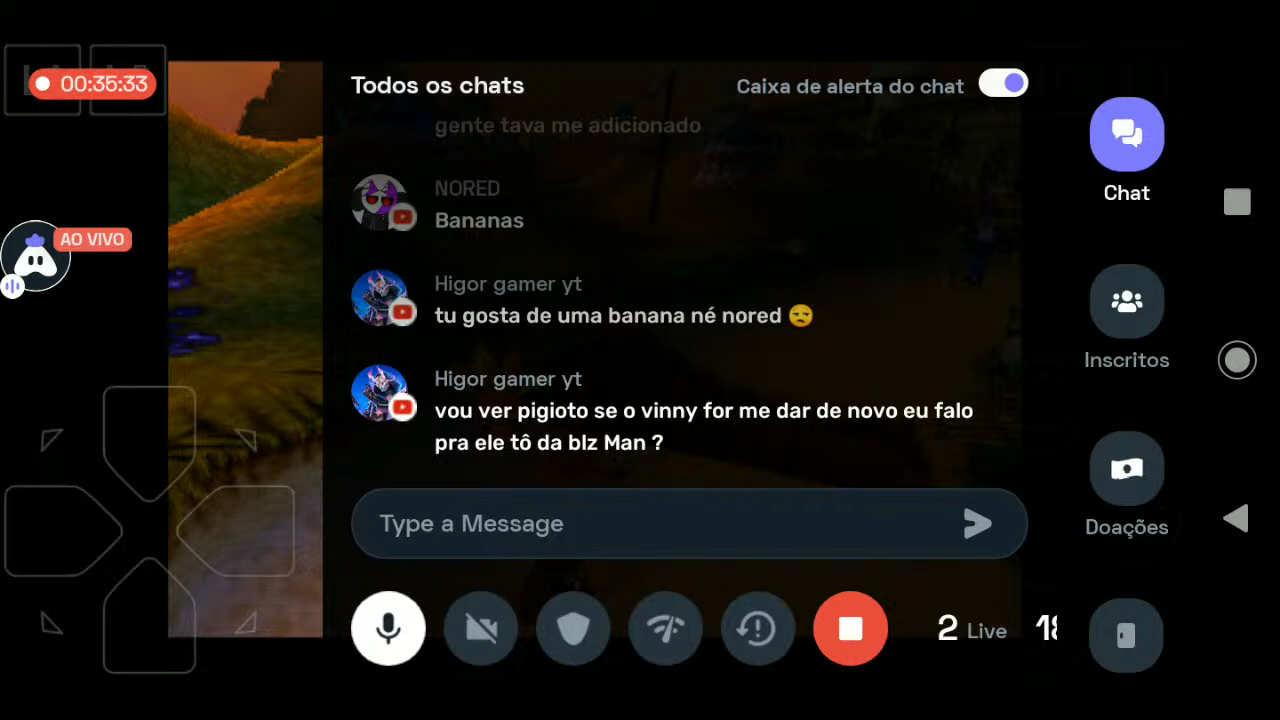 00:35:33
Todos os chats
Caixa de alerta do chat
gente tava me adicionado
NORED
Bananas
AO VIVO
Higor gamer yt
tu gosta de uma banana né nored 😒
Higor gamer yt
vou ver pigioto se o vinny for me dar de novo eu falo
pra ele tô da blz Man ?
Type a Message
2 Live
Chat
Inscritos
Doações